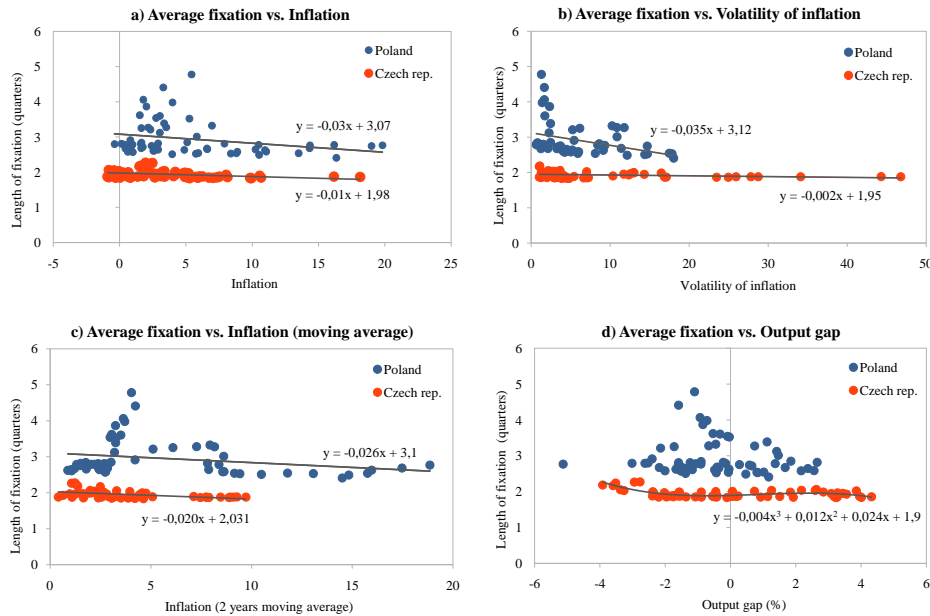 a) Average fixation vs. Inflation
6
5
4
3
2
1
0
-5
0
5
10
15
20
25
Length of fixation (quarters)
Inflation
Poland
Czech rep.
y = -0,03x + 3,07
y = -0,01x + 1,98
b) Average fixation vs. Volatility of inflation
6
5
4
3
2
1
0
0
10
20
30
40
50
Length of fixation (quarters)
Volatility of inflation
Poland
Czech rep.
y = -0,035x + 3,12
y = -0,002x + 1,95
c) Average fixation vs. Inflation (moving average)
6
5
4
3
2
1
0
0
5
10
15
20
Length of fixation (quarters)
Inflation (2 years moving average)
Poland
Czech rep.
y = -0,026x + 3,1
y = -0,020x + 2,031
d) Average fixation vs. Output gap
6
5
4
3
2
1
0
-6
-4
-2
0
2
4
6
Length of fixation (quarters)
Output gap (%)
Poland
Czech rep.
y = -0,004x³ + 0,012x² + 0,024x + 1,9